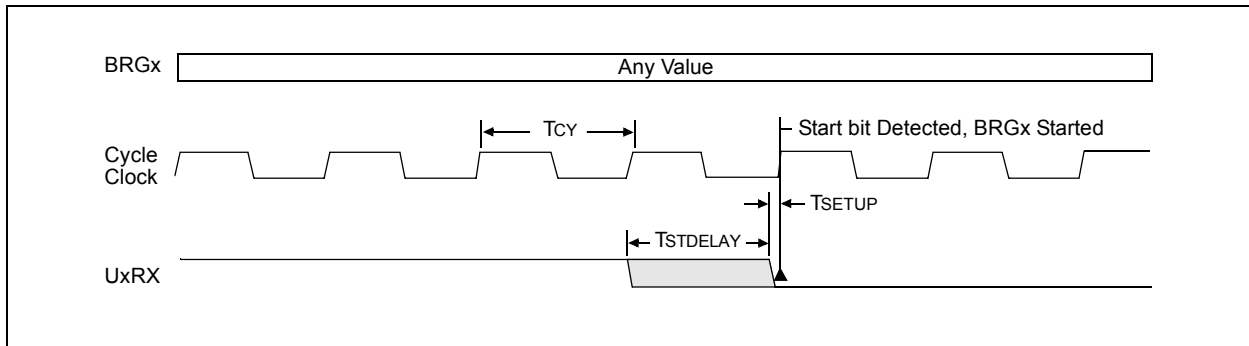 BRGx
Any Value
TCY
Start bit Detected, BRGx Started
Cycle
Clock
TSETUP
TSTDELAY
UxRX